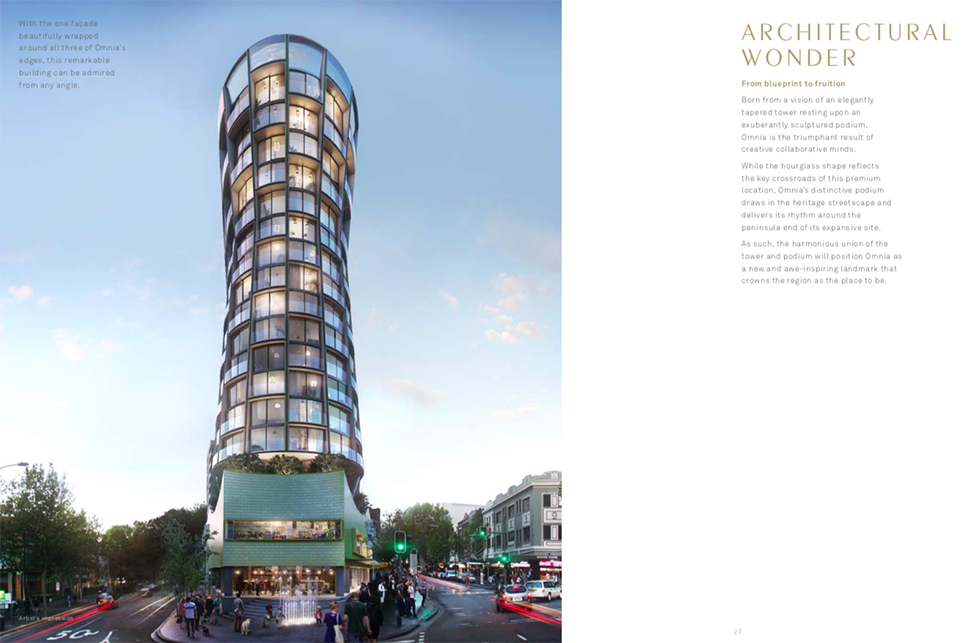 With the one façade
beautifully wrapped
around all three of Omnia's
edges, this remarkable
building can be admired
from any angle.
Artist's impression
ARCHITECTURAL
WONDER
From blueprint to fruition
Born from a vision of an elegantly
tapered tower resting upon an
exuberantly sculptured podium,
Omnia is the triumphant result of
creative collaborative minds.
While the hourglass shape reflects
the key crossroads of this premium
location, Omnia's distinctive podium
draws in the heritage streetscape and
delivers its rhythm around the
peninsula end of its expansive site.
As such, the harmonious union of the
tower and podium will position Omnia as
a new and awe-inspiring landmark that
crowns the region as the place to be.